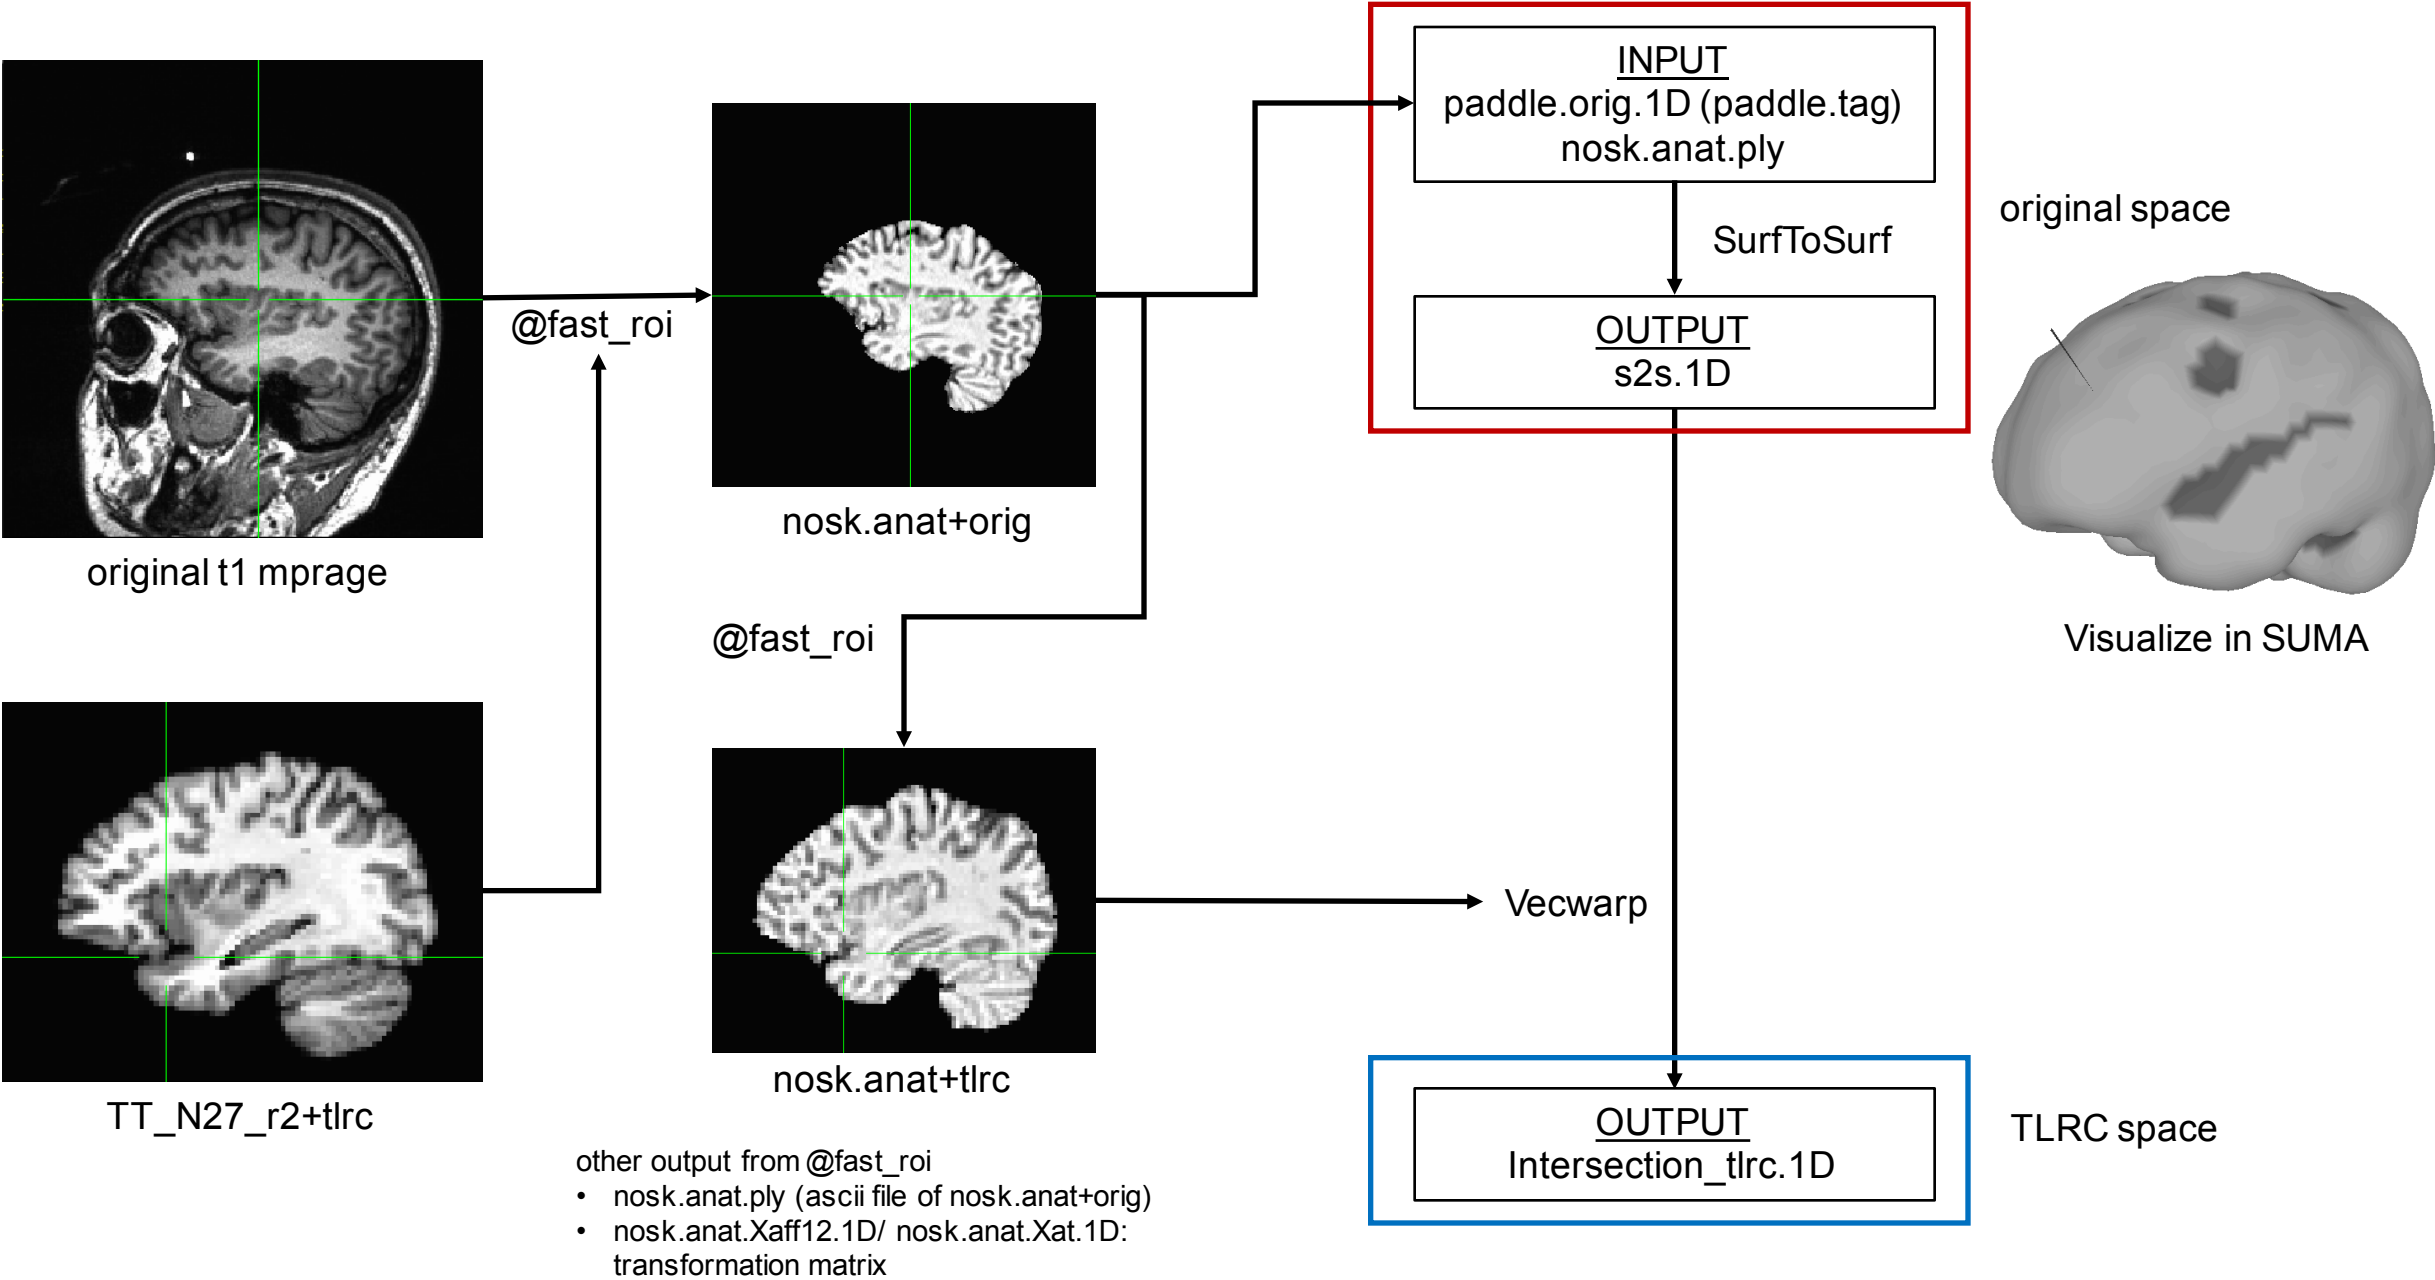 INPUT
paddle.orig.1D (paddle.tag)
nosk.anat.ply
original space
SurfToSurf
@fast_roi
OUTPUT
s2s.1D
nosk.anat+orig
original t1 mprage
@fast_roi
Visualize in SUMA
Vecwarp
nosk.anat+tlrc
TT_N27_r2+tlrc
OUTPUT
Intersection_tlrc.1D
TLRC space
other output from @fast_roi
• nosk.anat.ply (ascii file of nosk.anat+orig)
• nosk.anat.Xaff12.1D/ nosk.anat.Xat.1D:
transformation matrix